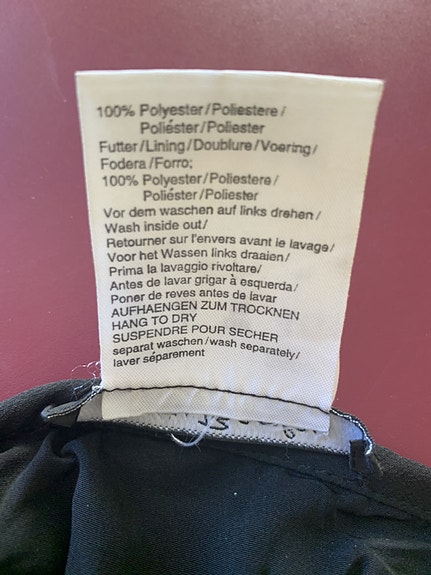 100% Polyester/Poliestere/
Poliéster/Poliester
Futter/Lining/Doublure/Voering/
Fodera/Forro;
100% Polyester/Poliestere/
Poliéster/Poliester
Vor dem waschen auf links drehen/
Wash inside out/
Retourner sur l'envers avant le lavage/
Voor het Wassen links draaien/
Prima la lavaggio rivoltare/
Antes de lavar grigar à esquerda/
Poner de reves antes de lavar
AUFHAENGEN ZUM TROCKNEN
HANG TO DRY
SUSPENDRE POUR SECHER
separat waschen/wash separately/
laver séparement